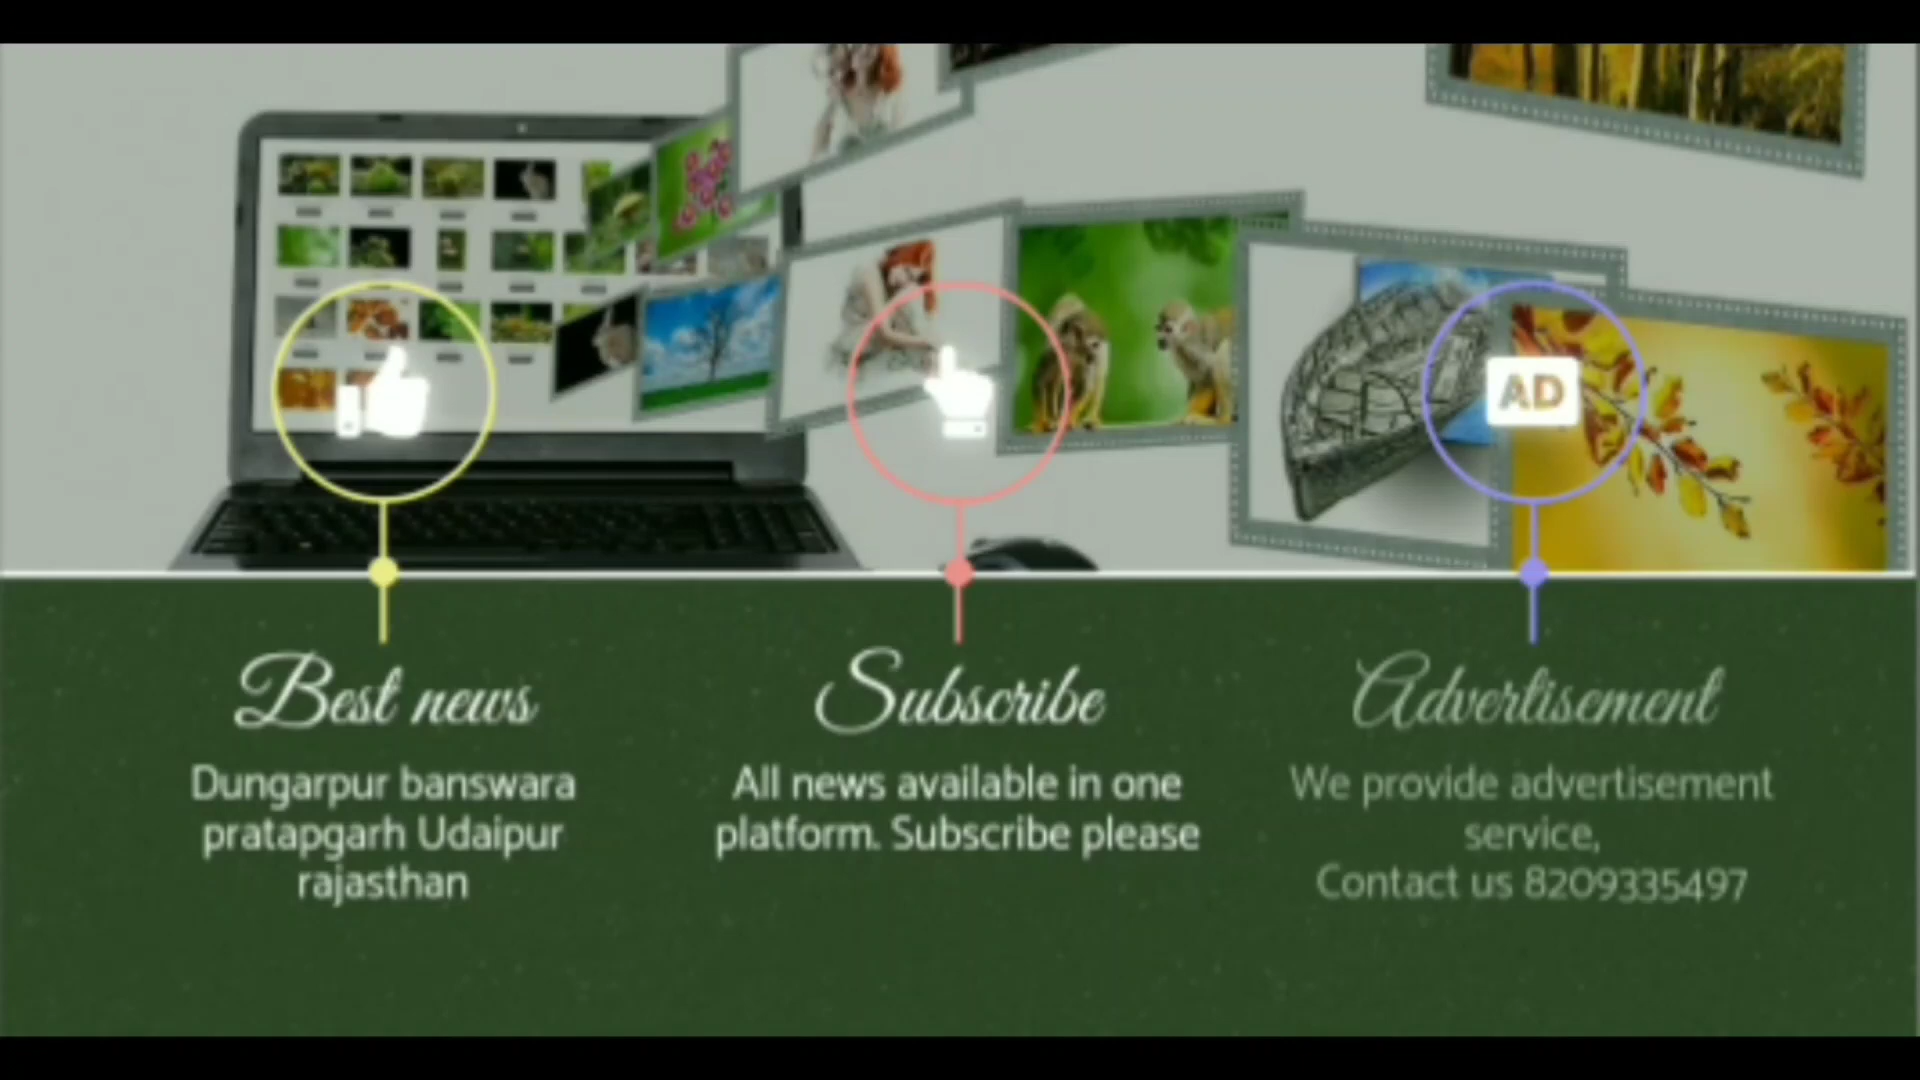 AD
Best news
Dungarpur banswara
pratapgarh Udaipur
rajasthan
Subscribe
All news available in one
platform. Subscribe please
Advertisement
We provide advertisement
service,
Contact us 8209335497